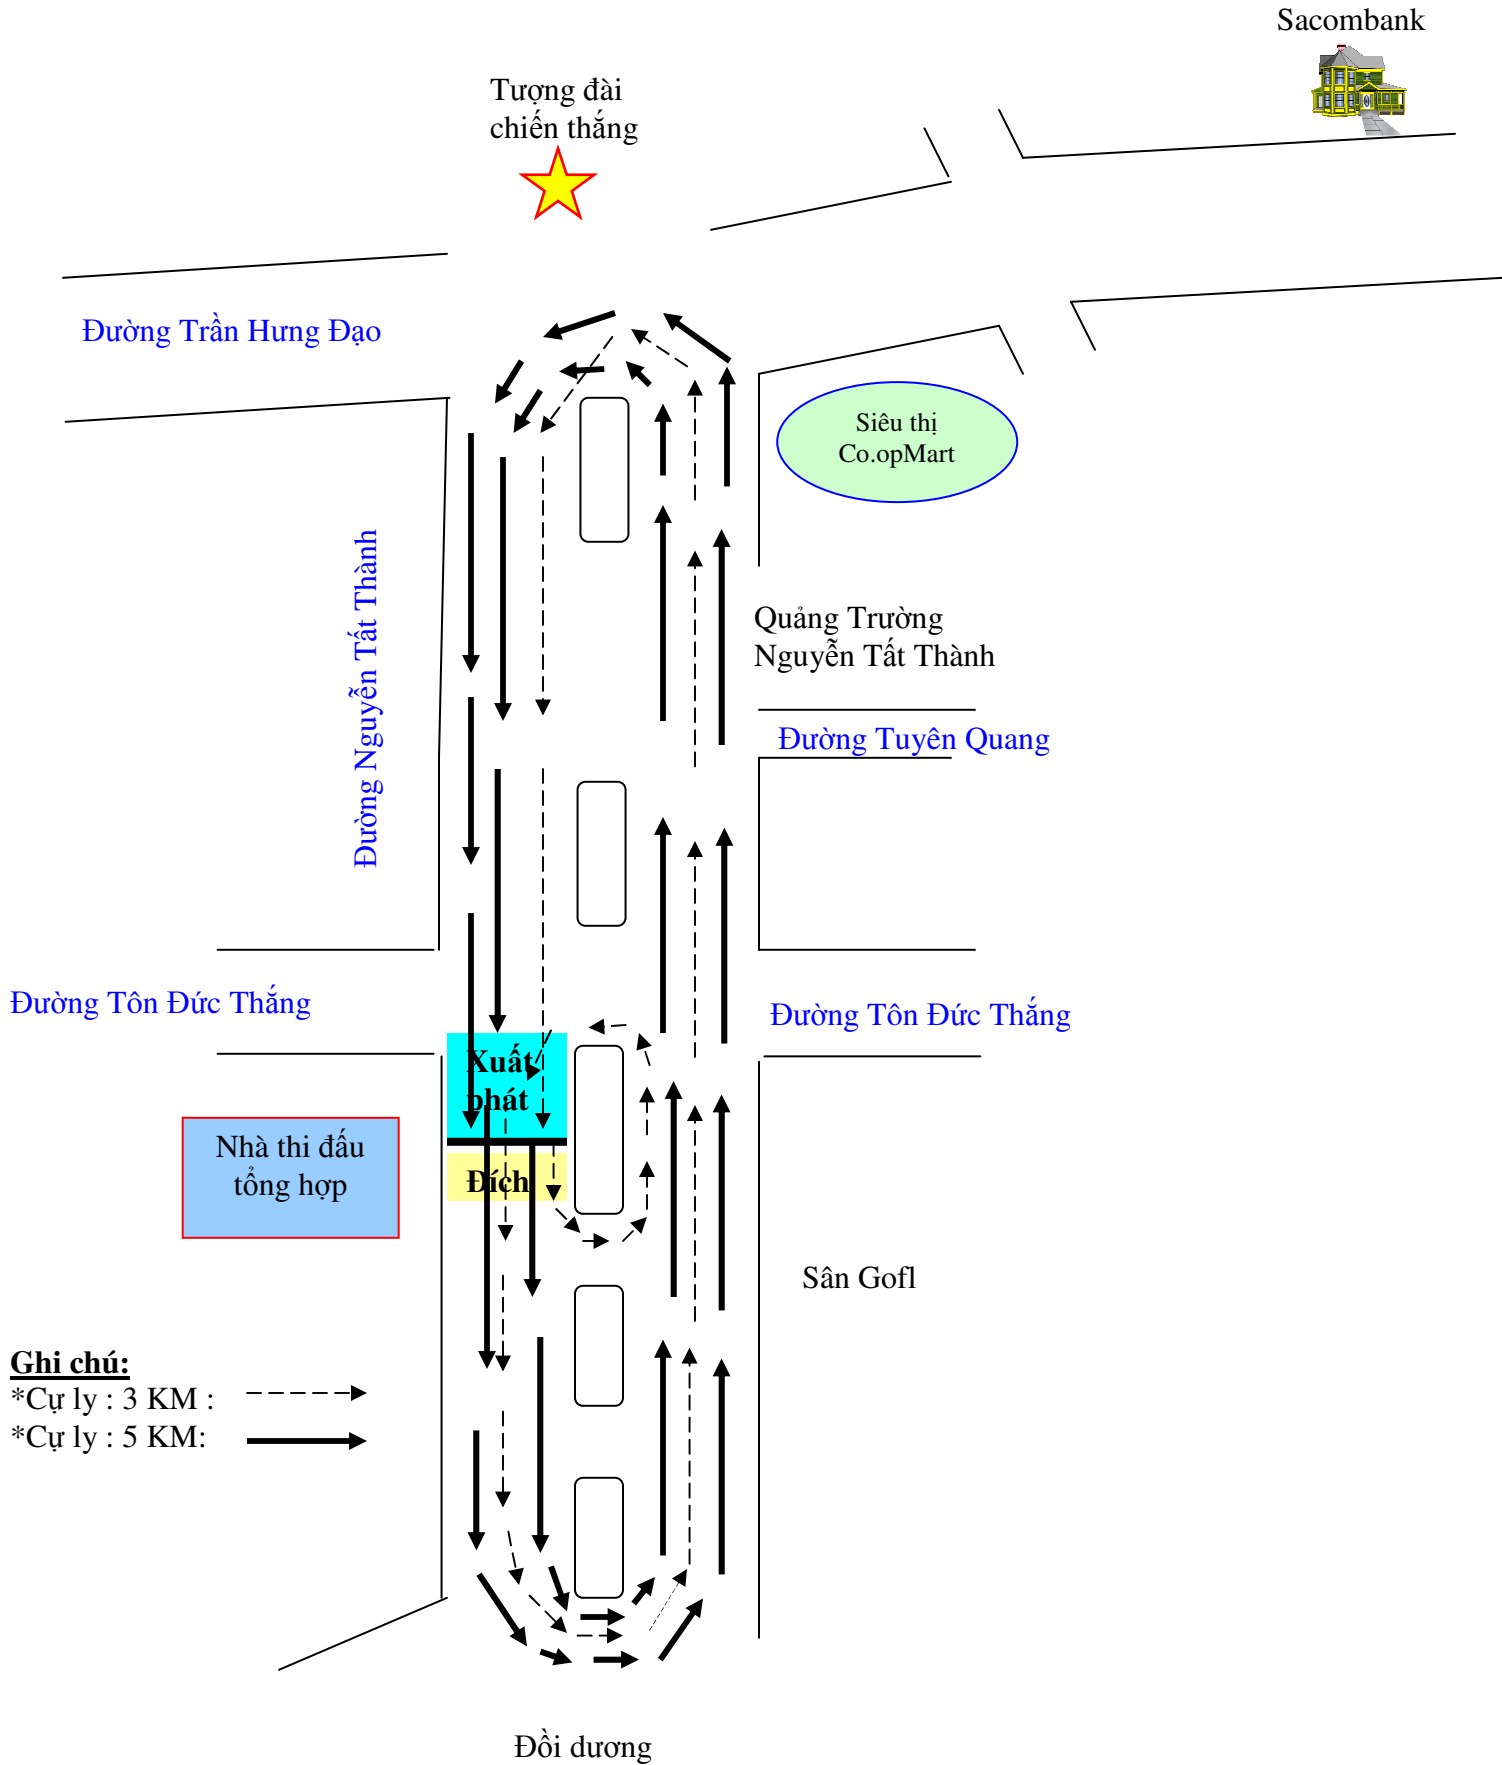 Sacombank
Tượng đài
chiến thắng
Đường Trần Hưng Đạo
Siêu thị
Co.opMart
Đường Nguyễn Tất Thành
Quảng Trường
Nguyễn Tất Thành
Đường Tuyên Quang
Đường Tôn Đức Thắng
Đường Tôn Đức Thắng
Xuất
phát
Nhà thi đấu
tổng hợp
Đích
Sân Gofl
Ghi chú:
*Cự ly : 3 KM :
*Cự ly : 5 KM:
Đồi dương